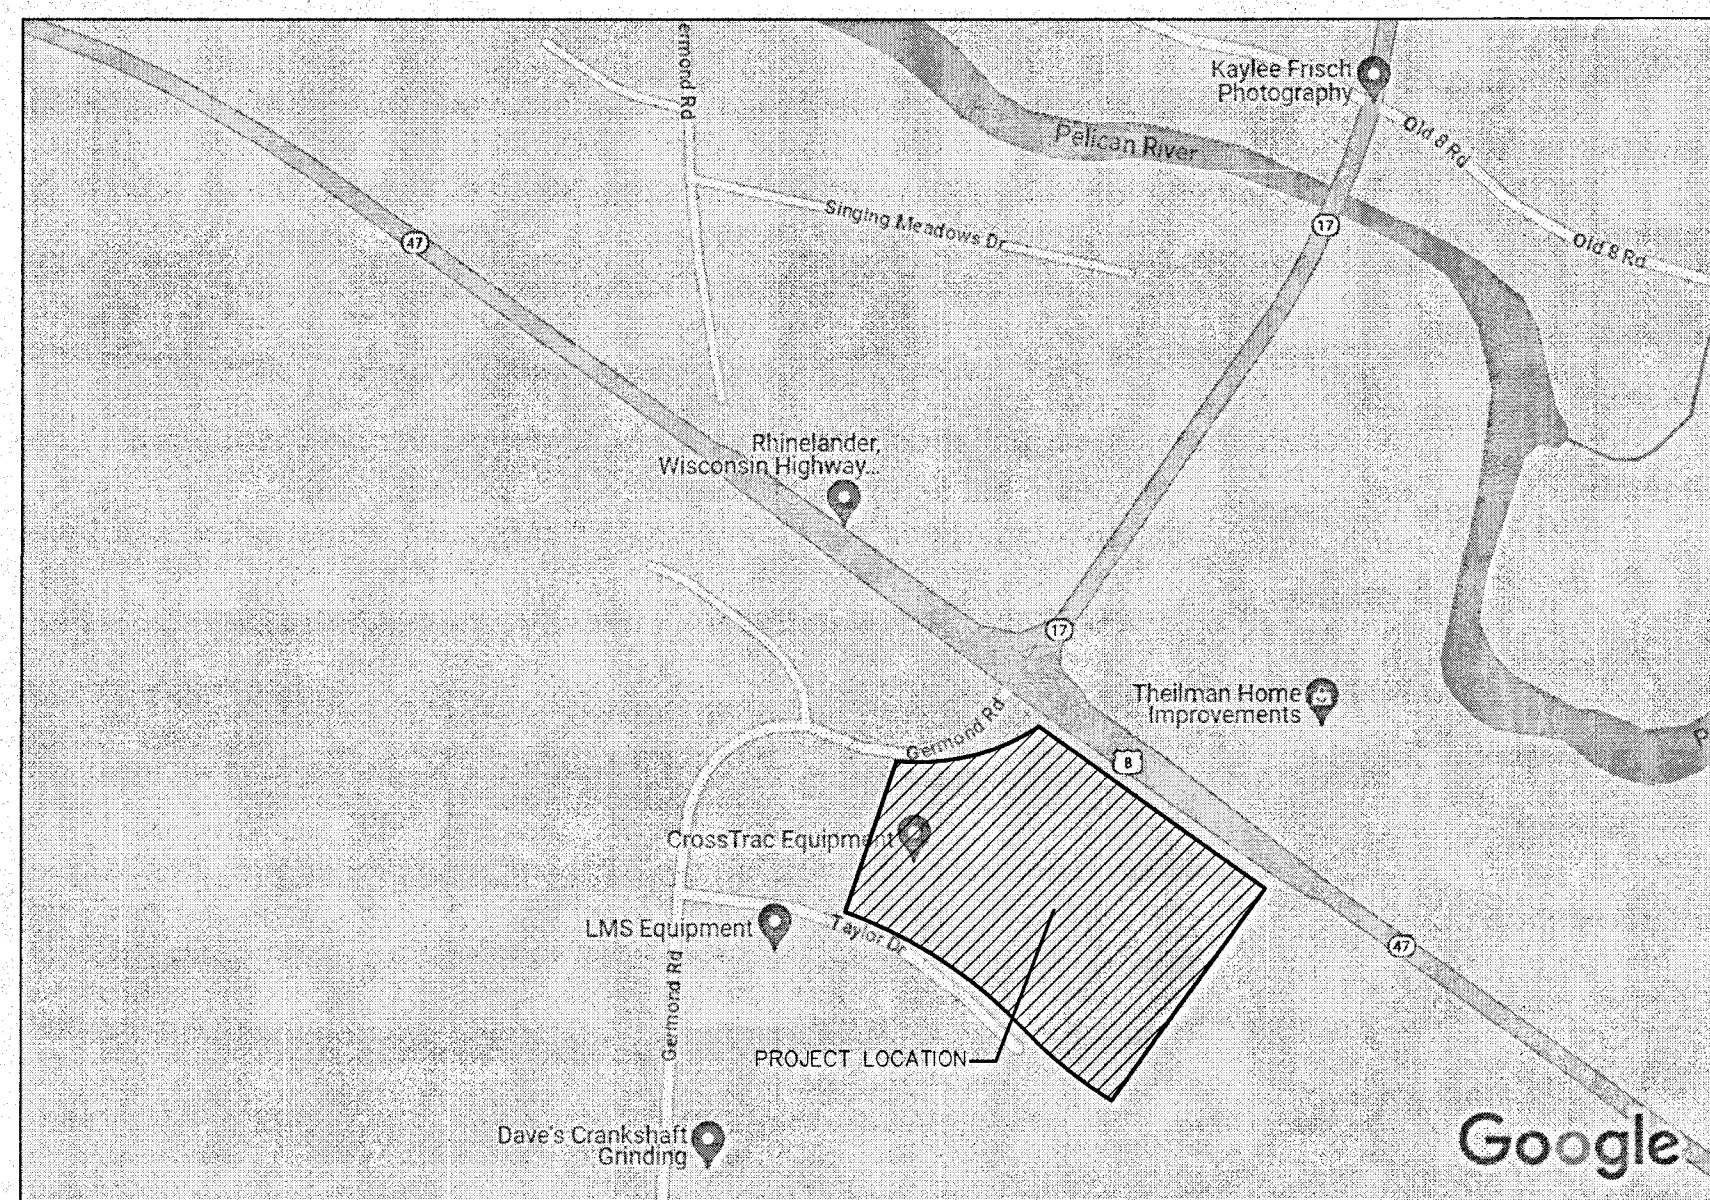 ermond Rd
Kaylee Frisch
Photography
Old 8 Rd
Pelican River
17
Old 8 Rd
Singing Meadows Dr
47
Rhinelander,
Wisconsin Highway...
17
Theilman Home
Improvements
Germond Rd
8
CrossTrac Equipment
LMS Equipment
Taylor Dr
47
Germond Rd
PROJECT LOCATION
Dave's Crankshaft
Grinding
Google
P